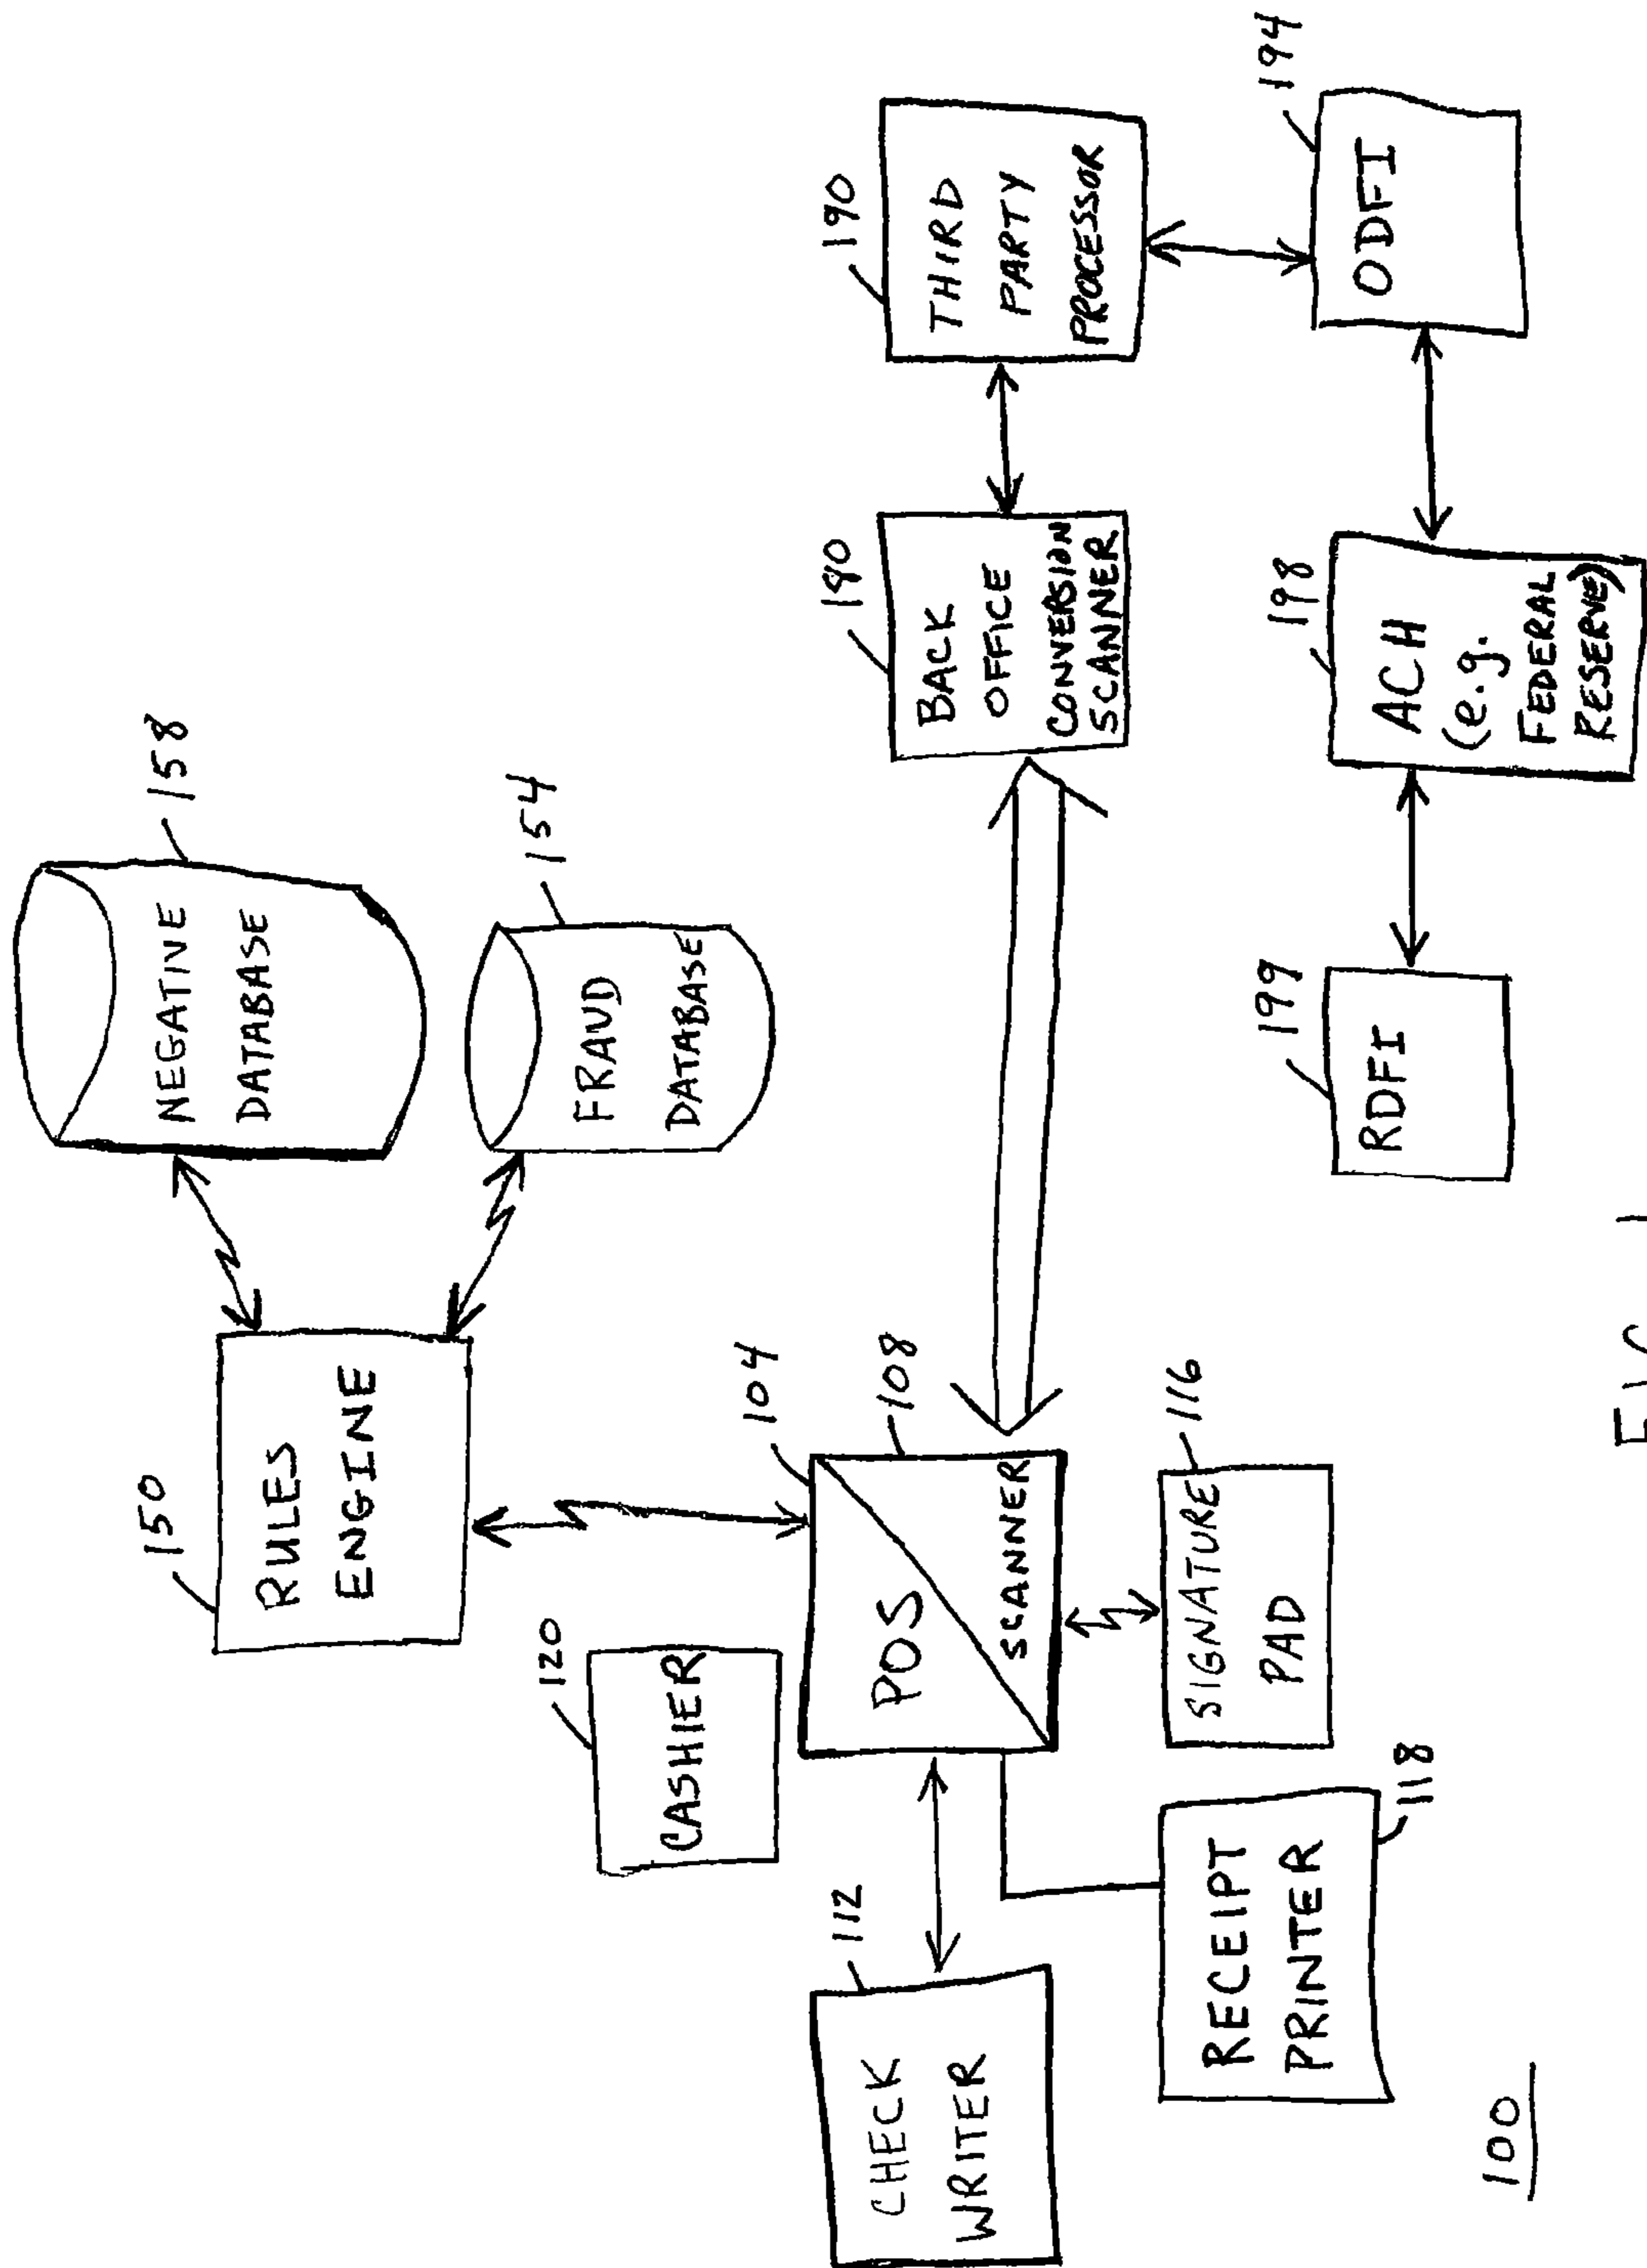 150
RULES
ENGINE
158
NEGATIVE
DATABASE
154
FRAUD
DATABASE
120
CASHIER
112
CHECK
WRITER
104
POS
108
SCANNER
180
BACK
OFFICE
CONVERSION
SCANNER
190
THIRD
PARTY
PROCESSOR
118
RECEIPT
PRINTER
116
SIGNATURE
PAD
199
RDFI
198
ACH
(e.g.
FEDERAL
RESERVE)
194
ODFI
100
FIG. 1